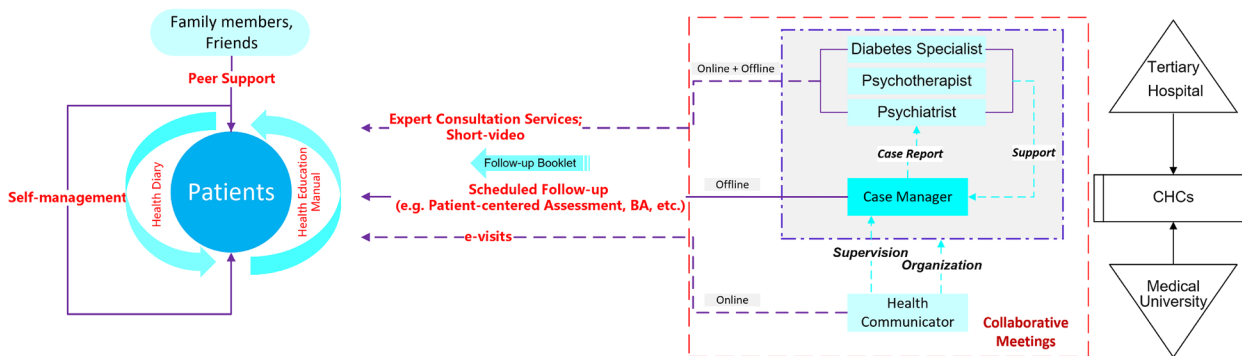 Family members,
Friends
Peer Support
Self-management
Health Diary
Patients
Health Education
Manual
Expert Consultation Services;
Short-video
Follow-up Booklet
Scheduled Follow-up
(e.g. Patient-centered Assessment, BA, etc.)
e-visits
Online + Offline
Offline
Online
Diabetes Specialist
Psychotherapist
Psychiatrist
Case Report
Support
Case Manager
Supervision
Organization
Health
Communicator
Collaborative
Meetings
Tertiary
Hospital
CHCs
Medical
University